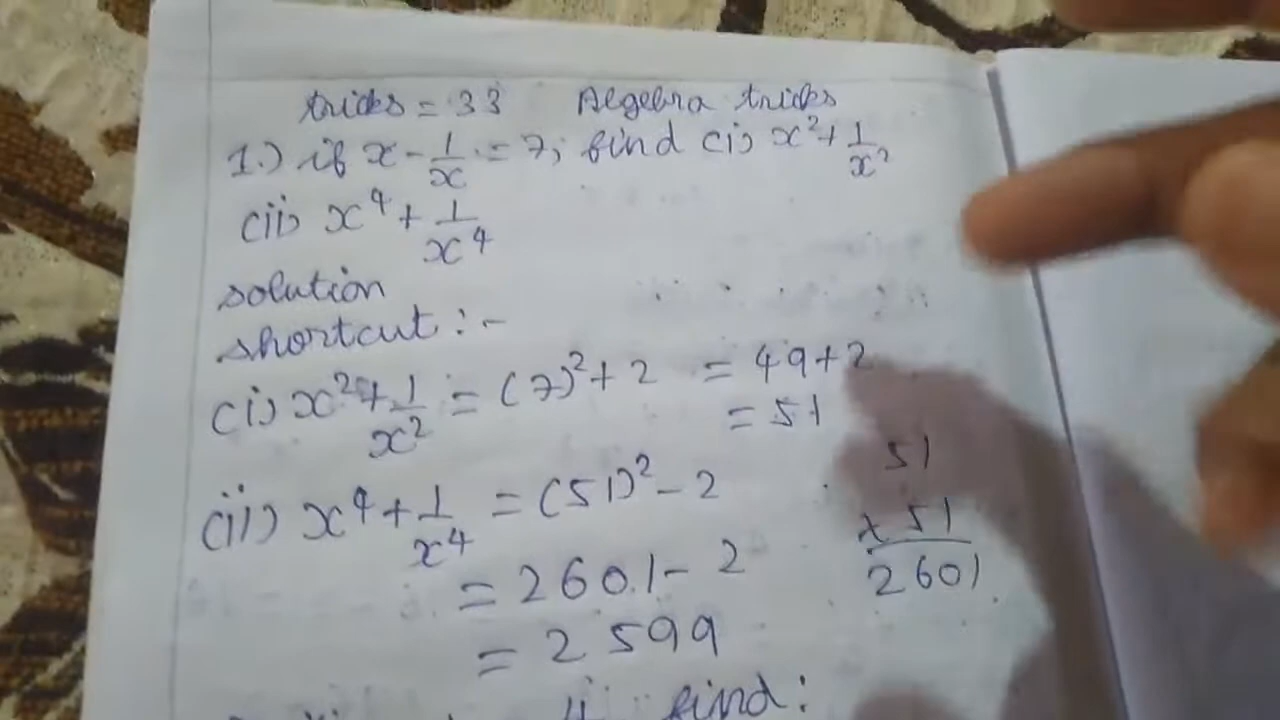 tricks = 33 Algebra tricks
1.) if x - 1/x = 7, find (i) x² + 1/x²
(ii) x⁴ + 1/x⁴
solution
shortcut :-
(i) x² + 1/x² = (7)² + 2 = 49 + 2
= 51
(ii) x⁴ + 1/x⁴ = (51)² - 2
= 2601 - 2
= 2599
51
x 51
2601
find: